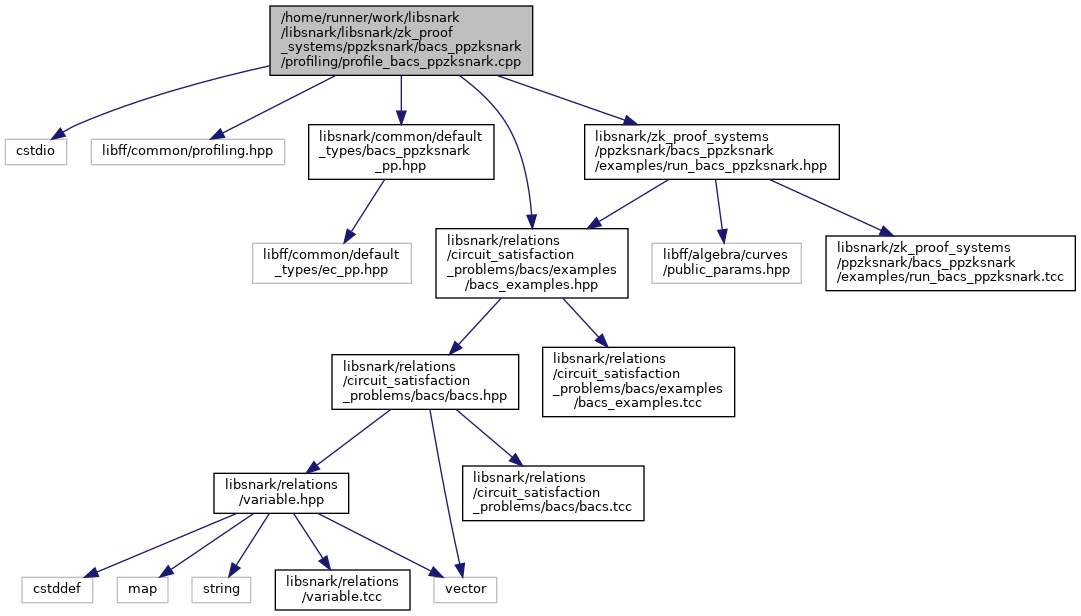 /home/runner/work/libsnark
/libsnark/libsnark/zk_proof
_systems/ppzksnark/bacs_ppzksnark
/profiling/profile_bacs_ppzksnark.cpp
cstdio
libff/common/profiling.hpp
libsnark/common/default
_types/bacs_ppzksnark
_pp.hpp
libsnark/zk_proof_systems
/ppzksnark/bacs_ppzksnark
/examples/run_bacs_ppzksnark.hpp
libff/common/default
_types/ec_pp.hpp
libsnark/relations
/circuit_satisfaction
_problems/bacs/examples
/bacs_examples.hpp
libff/algebra/curves
/public_params.hpp
libsnark/zk_proof_systems
/ppzksnark/bacs_ppzksnark
/examples/run_bacs_ppzksnark.tcc
libsnark/relations
/circuit_satisfaction
_problems/bacs/bacs.hpp
libsnark/relations
/circuit_satisfaction
_problems/bacs/examples
/bacs_examples.tcc
libsnark/relations
/variable.hpp
libsnark/relations
/circuit_satisfaction
_problems/bacs/bacs.tcc
cstddef
map
string
libsnark/relations
/variable.tcc
vector